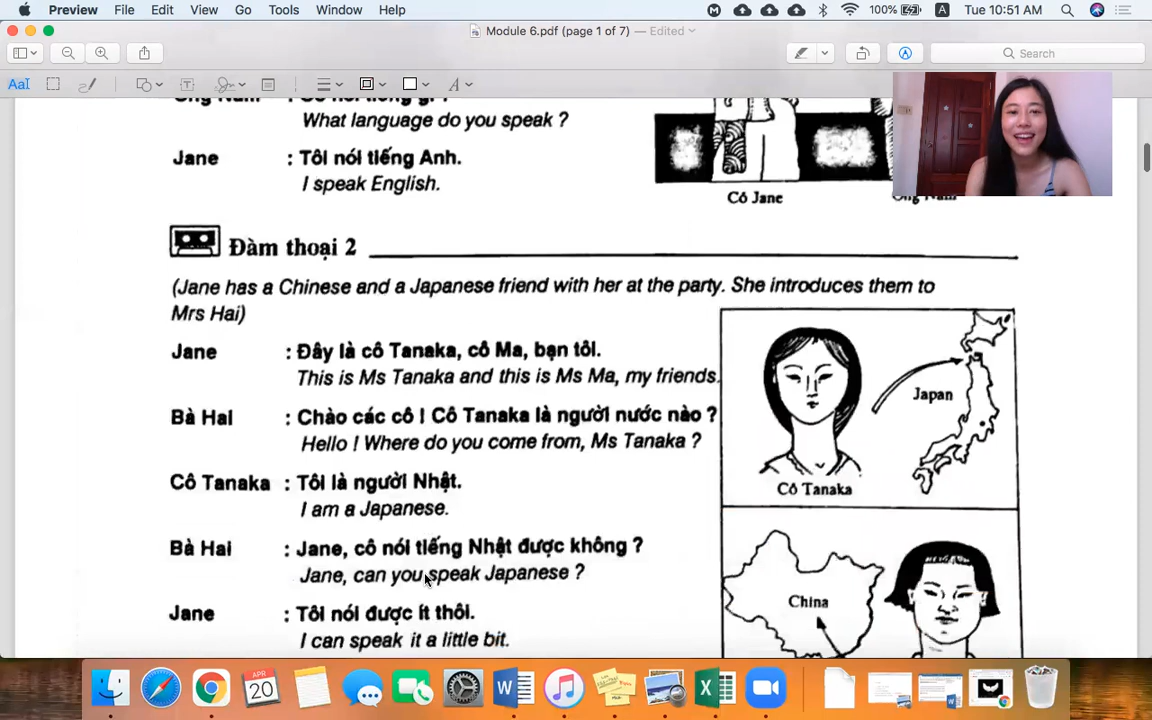 Preview File Edit View Go Tools Window Help
100% A Tue 10:51 AM
Module 6.pdf (page 1 of 7) — Edited
Search
AaI
What language do you speak ?
Jane : Tôi nói tiếng Anh.
I speak English.
Cô Jane
Đàm thoại 2
(Jane has a Chinese and a Japanese friend with her at the party. She introduces them to
Mrs Hai)
Jane : Đây là cô Tanaka, cô Ma, bạn tôi.
This is Ms Tanaka and this is Ms Ma, my friends.
Bà Hai : Chào các cô ! Cô Tanaka là người nước nào ?
Hello ! Where do you come from, Ms Tanaka ?
Cô Tanaka : Tôi là người Nhật.
I am a Japanese.
Bà Hai : Jane, cô nói tiếng Nhật được không ?
Jane, can you speak Japanese ?
Jane : Tôi nói được ít thôi.
I can speak it a little bit.
Japan
Cô Tanaka
China
APR
20